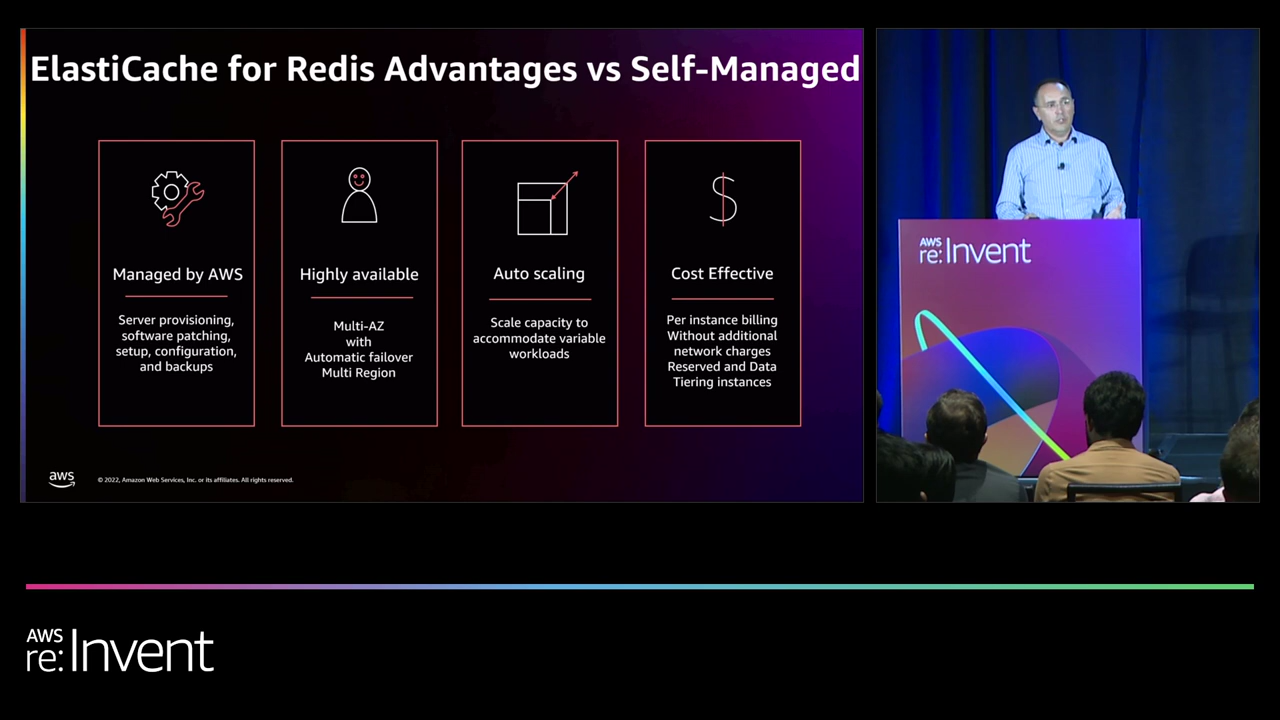 ElastiCache for Redis Advantages vs Self-Managed
Managed by AWS
Server provisioning,
software patching,
setup, configuration,
and backups
Highly available
Multi-AZ
with
Automatic failover
Multi Region
Auto scaling
Scale capacity to
accommodate variable
workloads
Cost Effective
Per instance billing
Without additional
network charges
Reserved and Data
Tiering instances
aws
© 2022, Amazon Web Services, Inc. or its affiliates. All rights reserved.
AWS
re:Invent
AWS
re:Invent